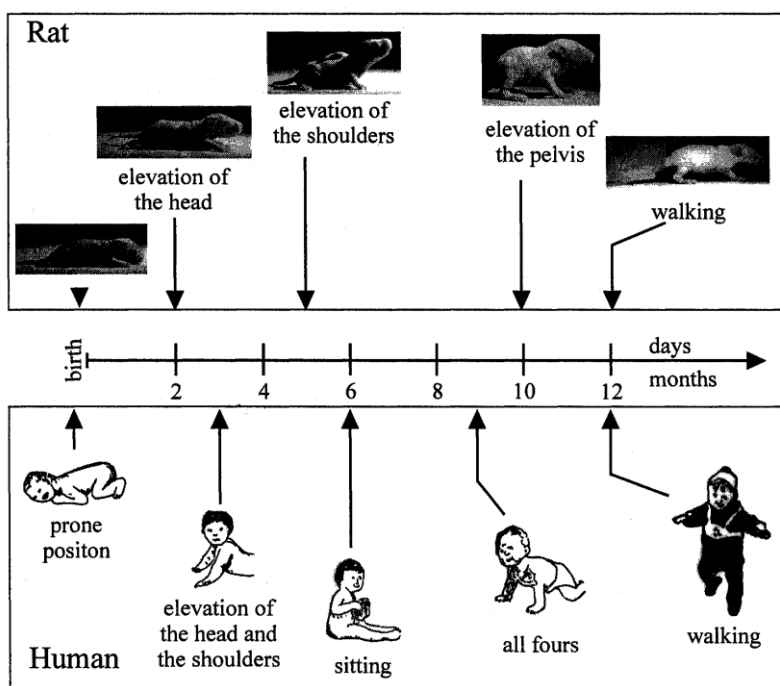 Rat
elevation of
the shoulders
elevation of
the pelvis
elevation of
the head
walking
birth
days
2 4 6 8 10 12 months
prone
positon
elevation of
the head and
the shoulders
sitting
all fours
walking
Human